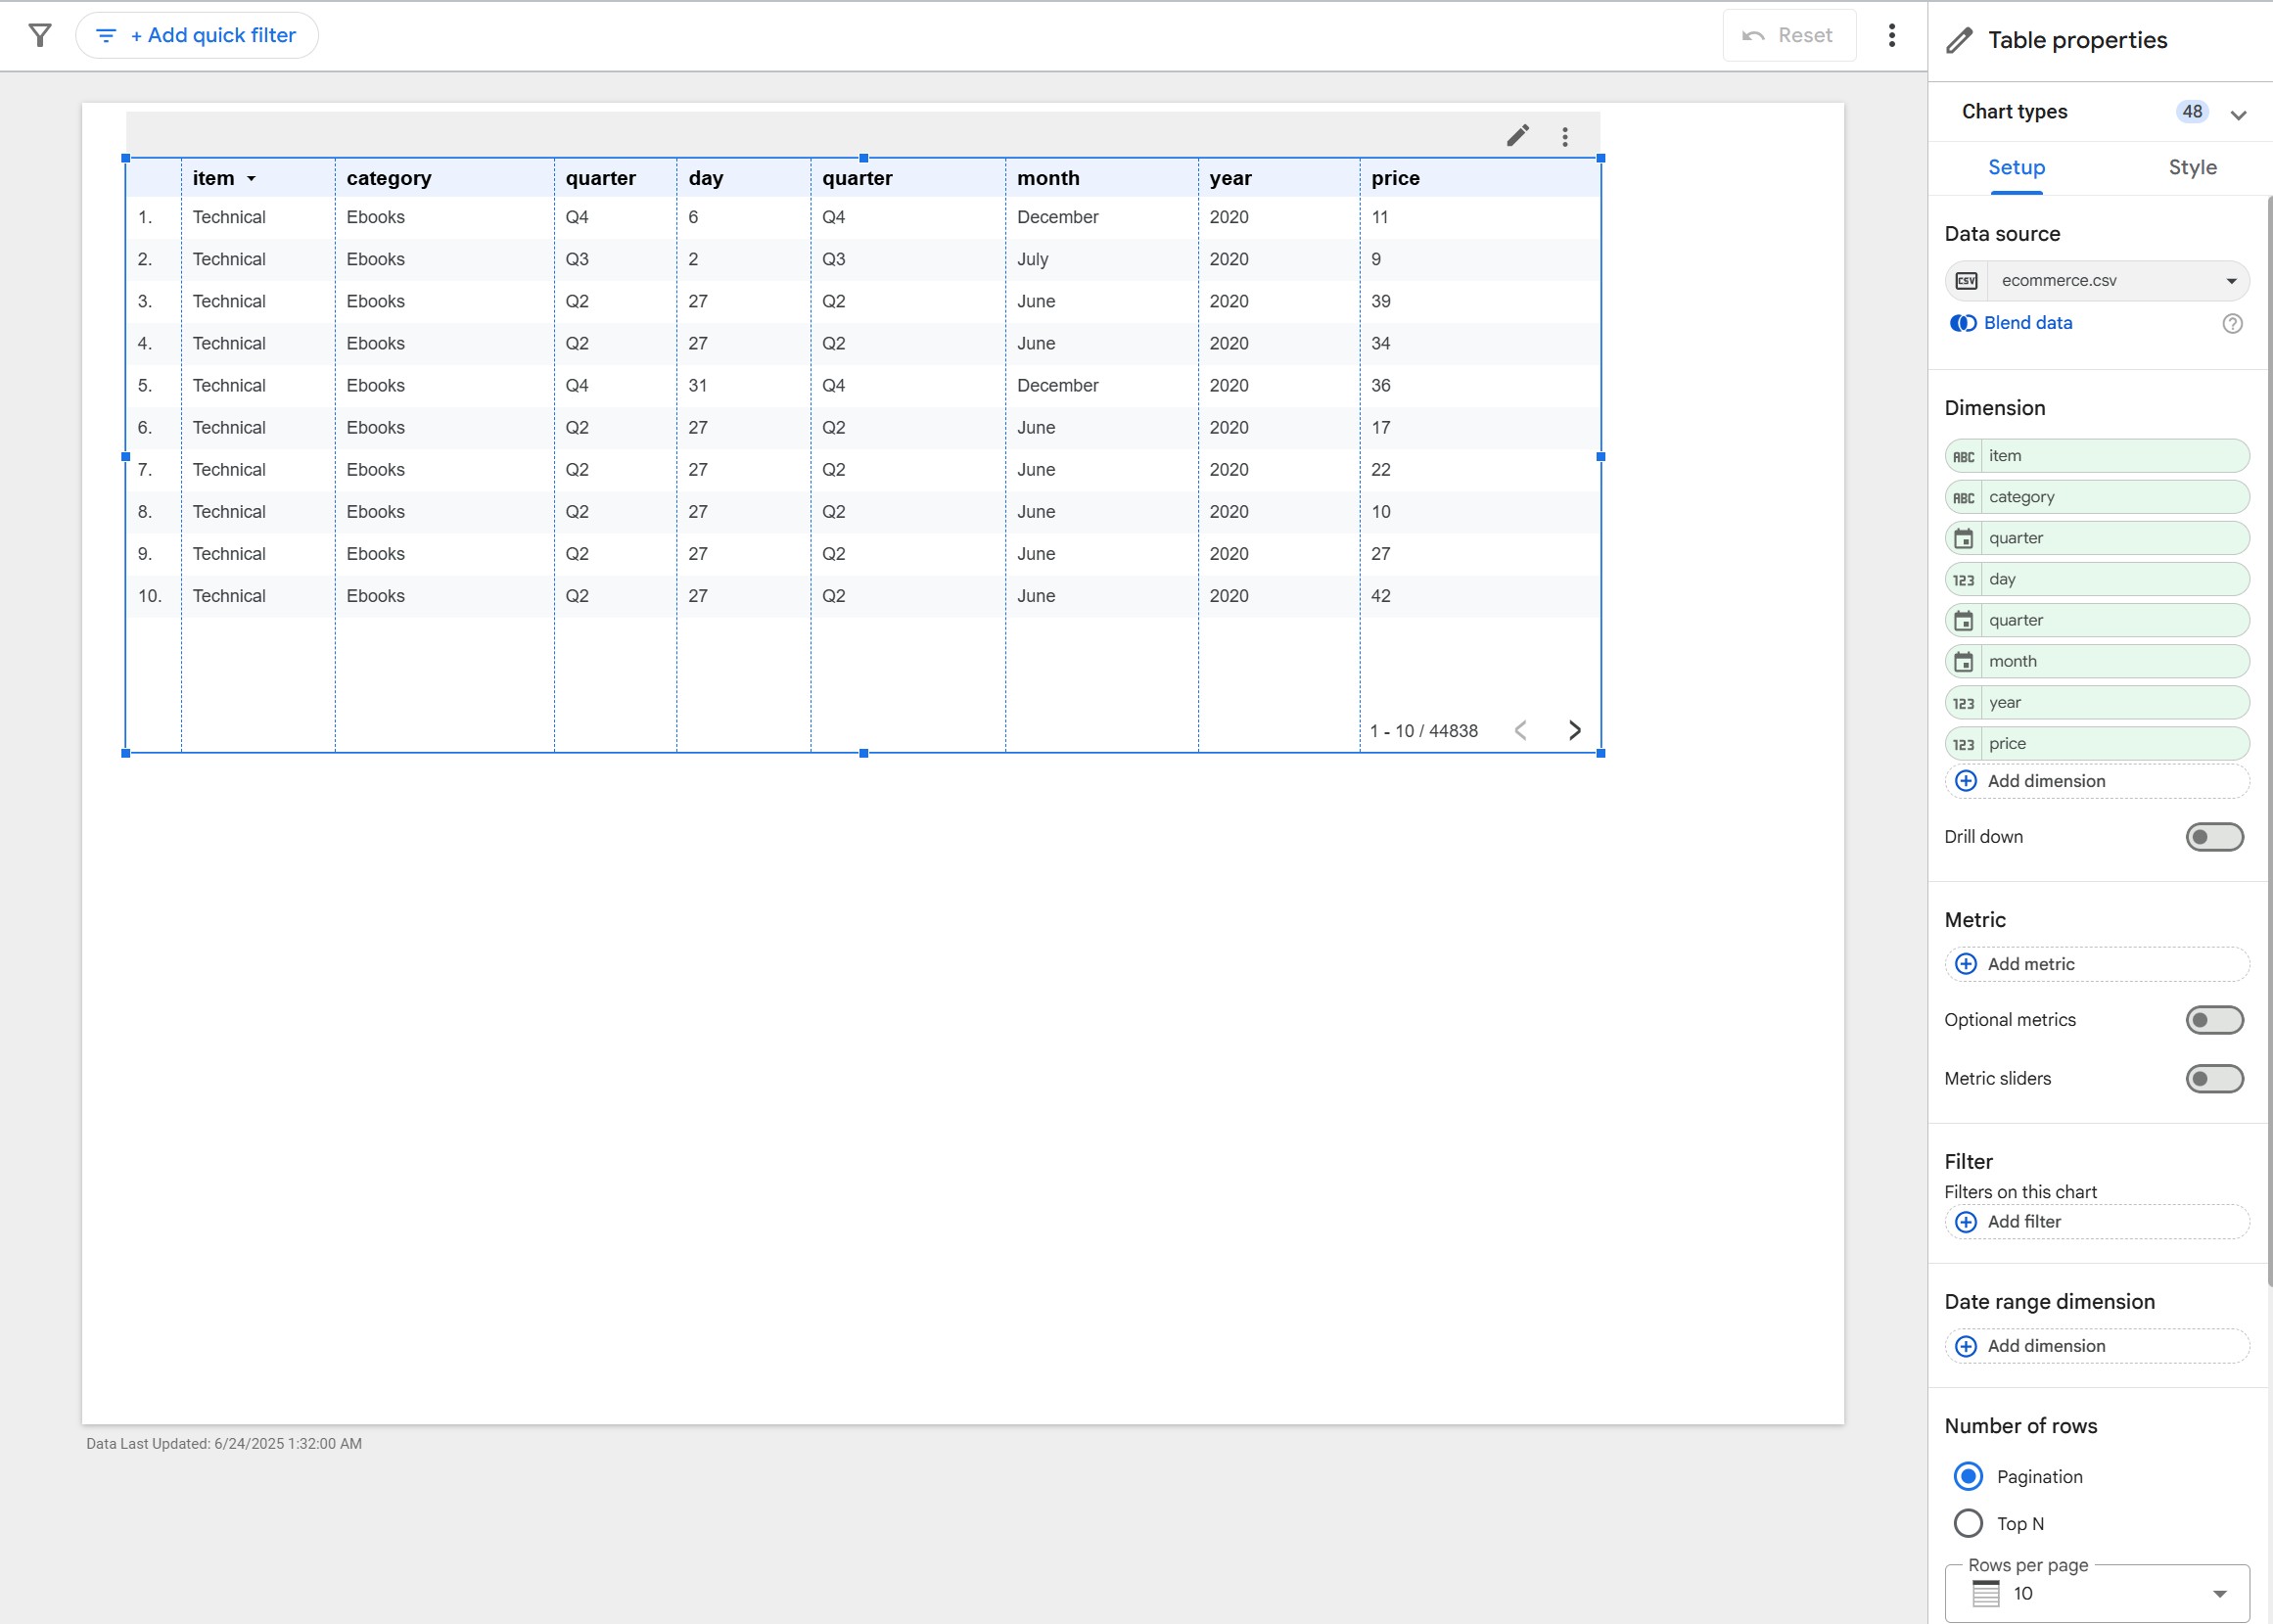 + Add quick filter
Reset
Table properties
Chart types 48
Setup Style
item category quarter day quarter month year price
1. Technical Ebooks Q4 6 Q4 December 2020 11
2. Technical Ebooks Q3 2 Q3 July 2020 9
3. Technical Ebooks Q2 27 Q2 June 2020 39
4. Technical Ebooks Q2 27 Q2 June 2020 34
5. Technical Ebooks Q4 31 Q4 December 2020 36
6. Technical Ebooks Q2 27 Q2 June 2020 17
7. Technical Ebooks Q2 27 Q2 June 2020 22
8. Technical Ebooks Q2 27 Q2 June 2020 10
9. Technical Ebooks Q2 27 Q2 June 2020 27
10. Technical Ebooks Q2 27 Q2 June 2020 42
1 - 10 / 44838
Data Last Updated: 6/24/2025 1:32:00 AM
Data source
CSV ecommerce.csv
Blend data ?
Dimension
ABC item
ABC category
quarter
123 day
quarter
month
123 year
123 price
Add dimension
Drill down
Metric
Add metric
Optional metrics
Metric sliders
Filter
Filters on this chart
Add filter
Date range dimension
Add dimension
Number of rows
Pagination
Top N
Rows per page
10